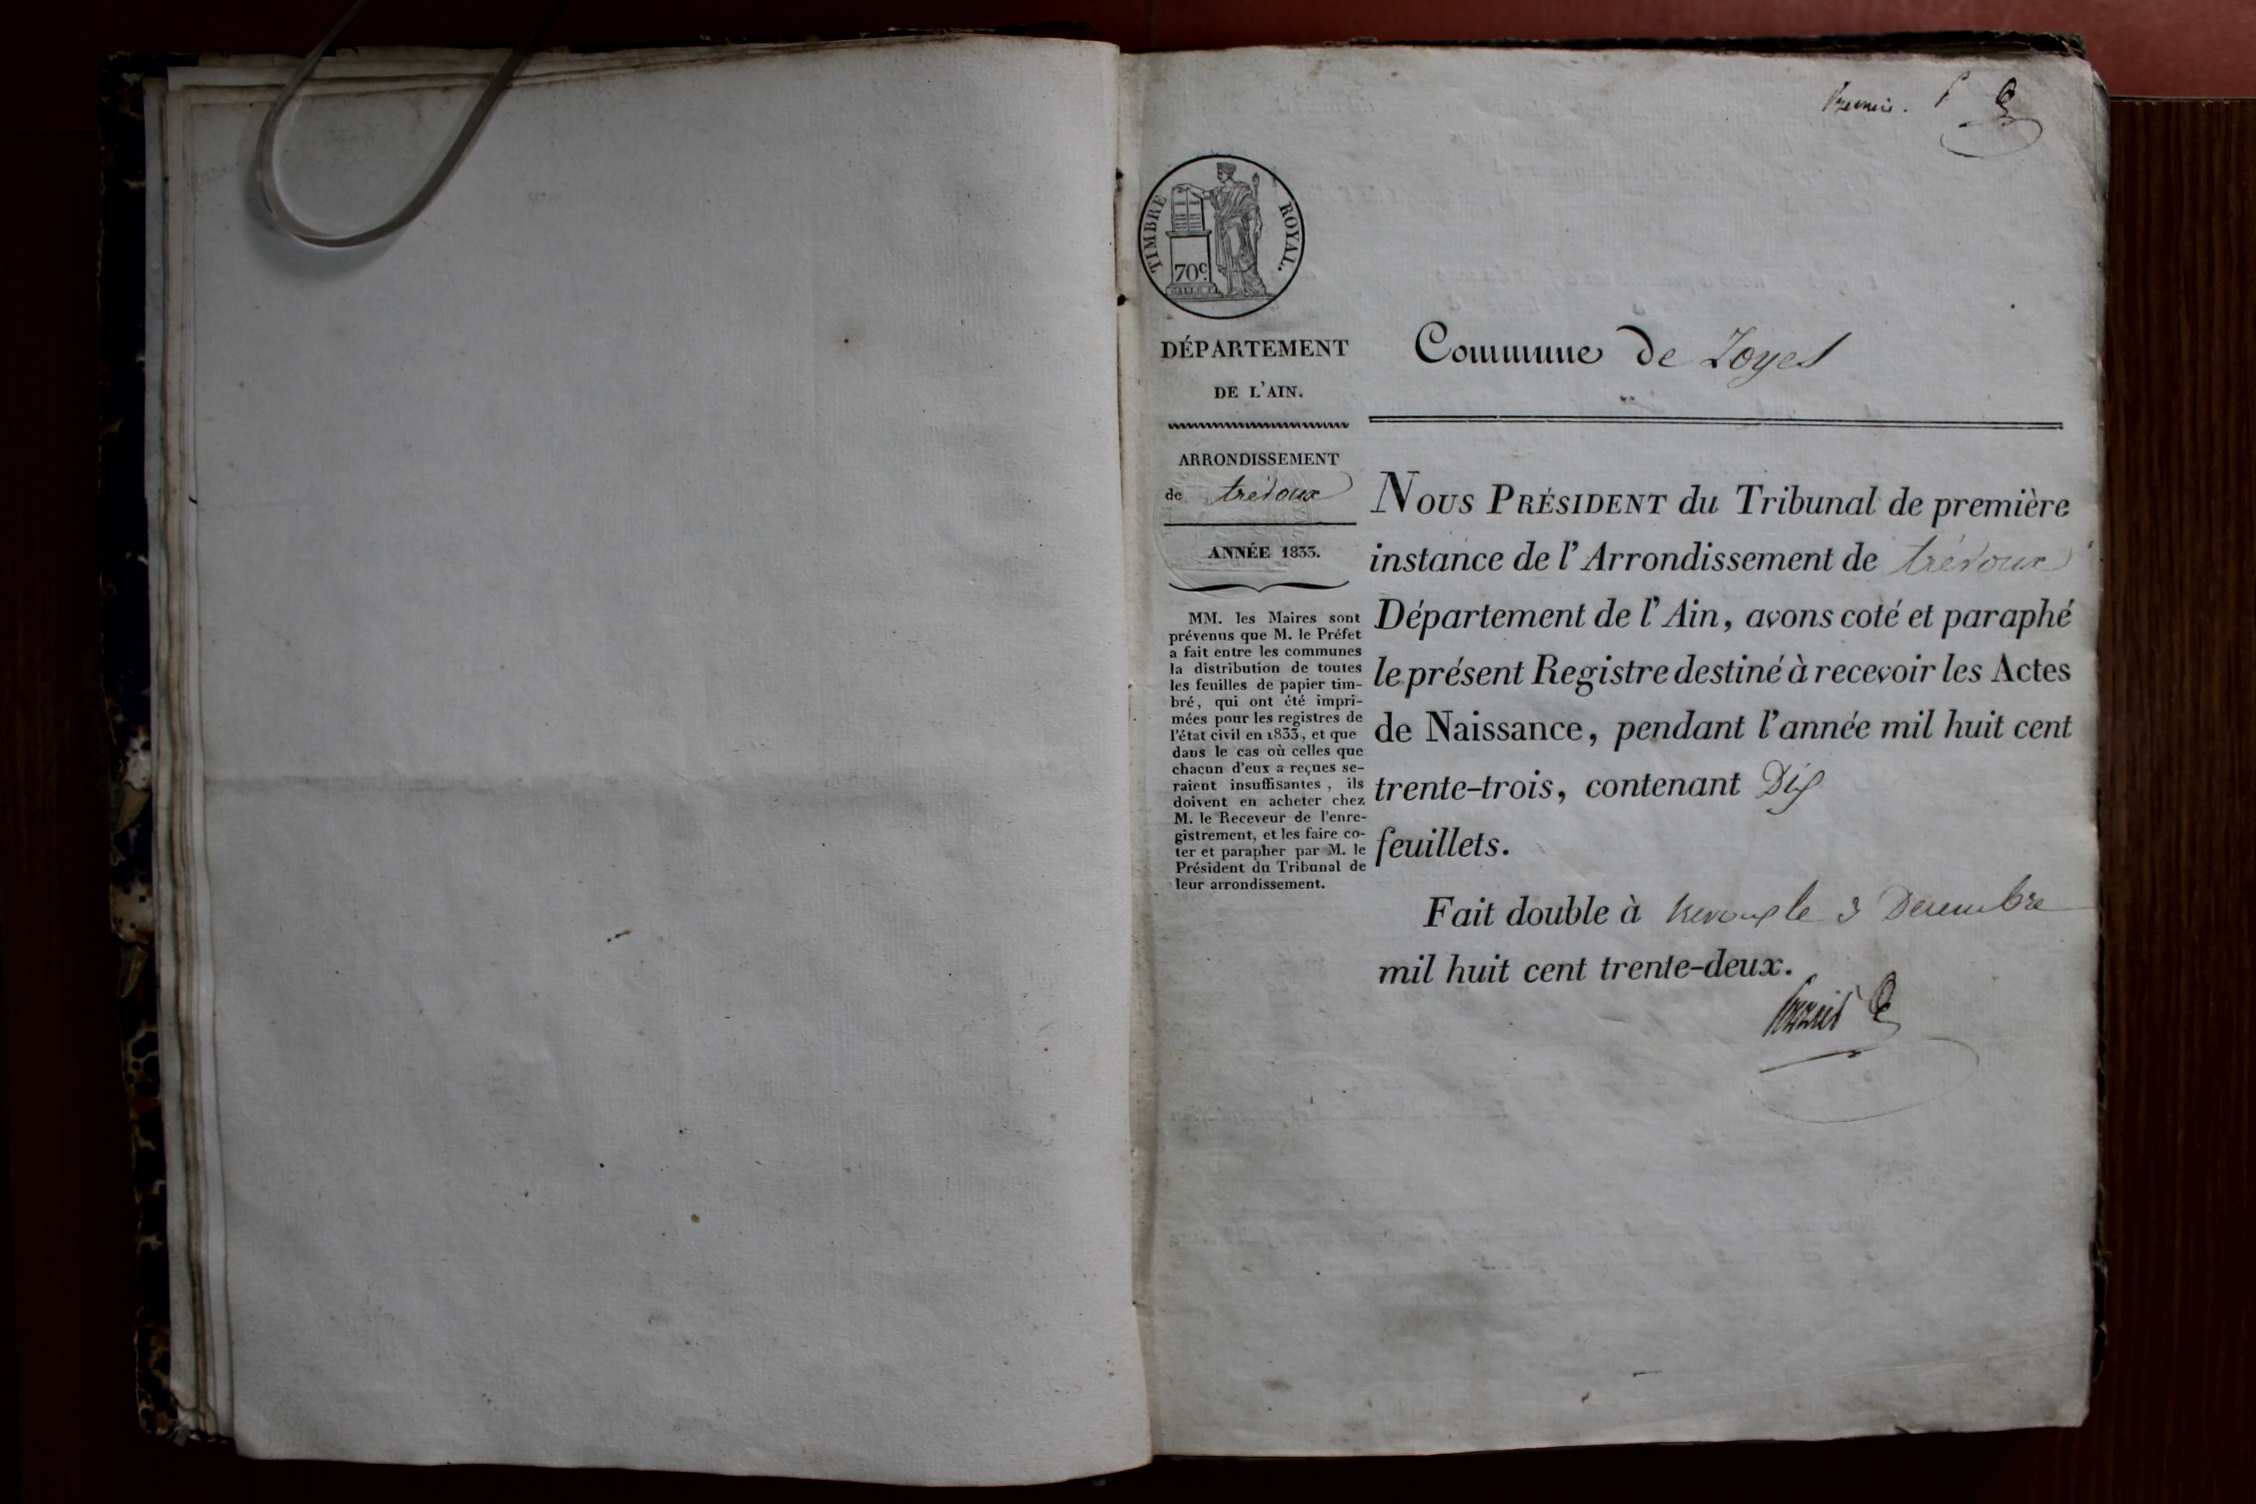 Premier.
TIMBRE ROYAL.
70c.
DÉPARTEMENT
DE L'AIN.
ARRONDISSEMENT
de trévoux
ANNÉE 1833.
MM. les Maires sont
prévenus que M. le Préfet
a fait entre les communes
la distribution de toutes
les feuilles de papier tim-
bré, qui ont été impri-
mées pour les registres de
l'état civil en 1833, et que
dans le cas où celles que
chacun d'eux a reçues se-
raient insuffisantes, ils
doivent en acheter chez
M. le Receveur de l'enre-
gistrement, et les faire co-
ter et parapher par M. le
Président du Tribunal de
leur arrondissement.
Commune de Loyes
NOUS PRÉSIDENT du Tribunal de première
instance de l'Arrondissement de trévoux
Département de l'Ain, avons coté et paraphé
le présent Registre destiné à recevoir les Actes
de Naissance, pendant l'année mil huit cent
trente-trois, contenant Dix
feuillets.
Fait double à trevoux le 3 Decembre
mil huit cent trente-deux.